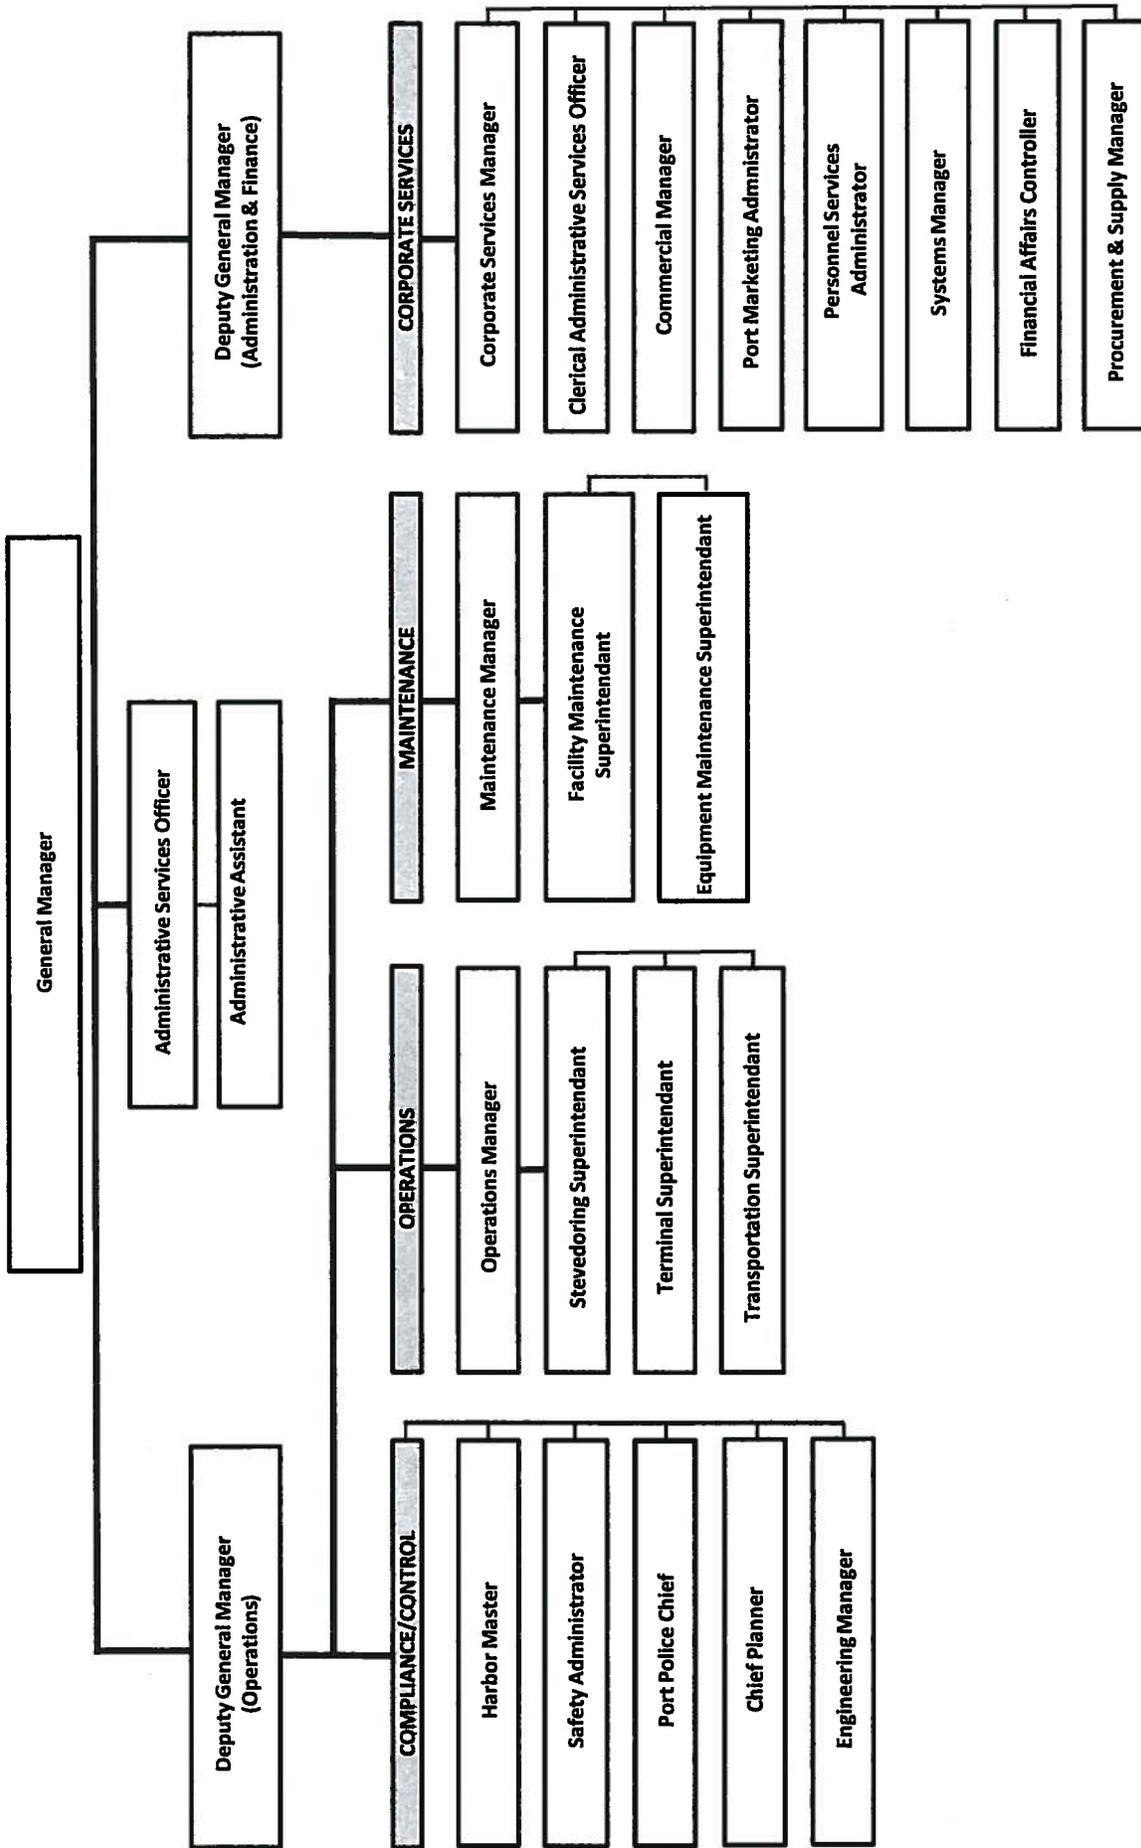 General Manager
Administrative Services Officer
Administrative Assistant
Deputy General Manager
(Operations)
Deputy General Manager
(Administration & Finance)
COMPLIANCE/CONTROL
Harbor Master
Safety Administrator
Port Police Chief
Chief Planner
Engineering Manager
OPERATIONS
Operations Manager
Stevedoring Superintendant
Terminal Superintendant
Transportation Superintendant
MAINTENANCE
Maintenance Manager
Facility Maintenance
Superintendant
Equipment Maintenance Superintendant
CORPORATE SERVICES
Corporate Services Manager
Clerical Administrative Services Officer
Commercial Manager
Port Marketing Admnistrator
Personnel Services
Administrator
Systems Manager
Financial Affairs Controller
Procurement & Supply Manager